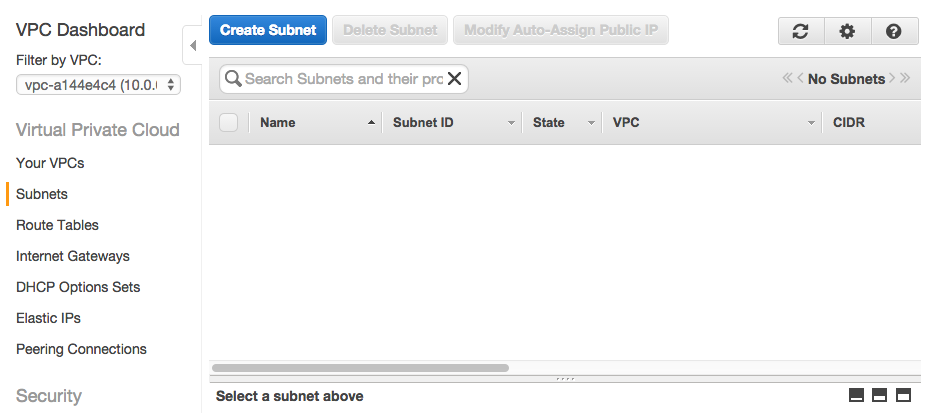 VPC Dashboard
Filter by VPC:
vpc-a144e4c4 (10.0.
Virtual Private Cloud
Your VPCs
Subnets
Route Tables
Internet Gateways
DHCP Options Sets
Elastic IPs
Peering Connections
Security
Create Subnet Delete Subnet Modify Auto-Assign Public IP
Search Subnets and their pro
No Subnets
Name Subnet ID State VPC CIDR
Select a subnet above